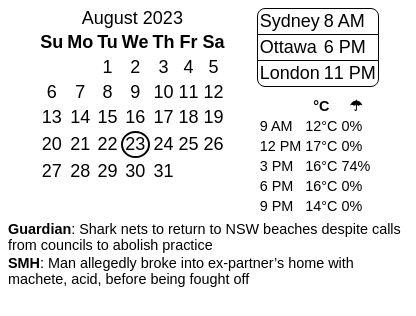 August 2023
Su Mo Tu We Th Fr Sa
1 2 3 4 5
6 7 8 9 10 11 12
13 14 15 16 17 18 19
20 21 22 23 24 25 26
27 28 29 30 31
Sydney 8 AM
Ottawa 6 PM
London 11 PM
°C ☂
9 AM 12°C 0%
12 PM 17°C 0%
3 PM 16°C 74%
6 PM 16°C 0%
9 PM 14°C 0%
Guardian: Shark nets to return to NSW beaches despite calls
from councils to abolish practice
SMH: Man allegedly broke into ex-partner’s home with
machete, acid, before being fought off